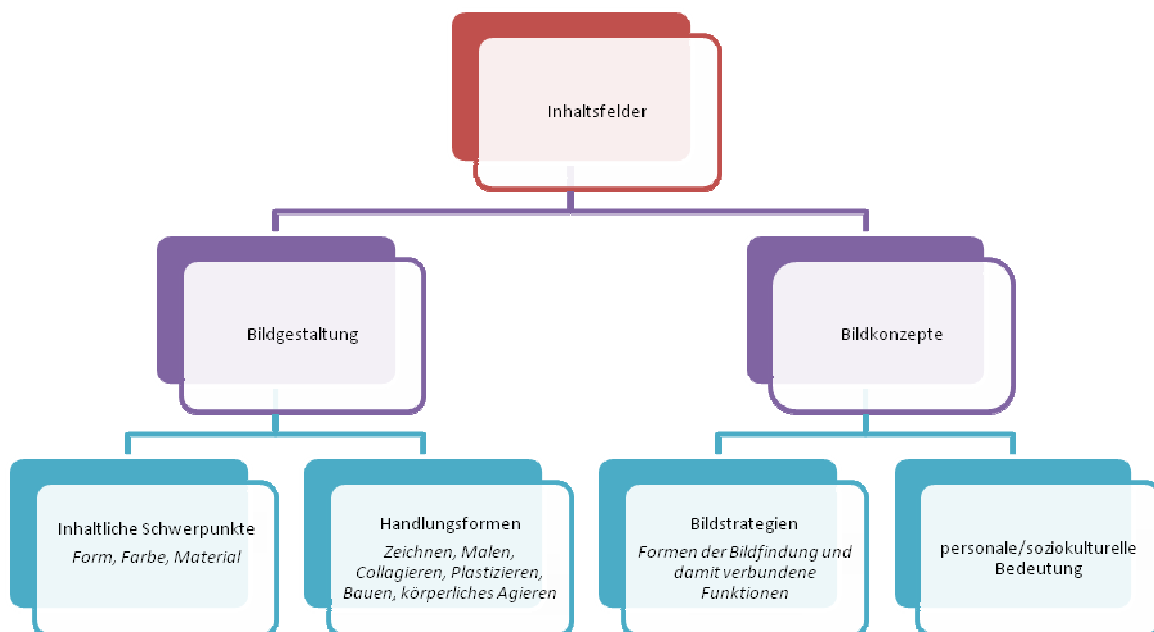 Inhaltsfelder
Bildgestaltung
Bildkonzepte
Inhaltliche Schwerpunkte
Form, Farbe, Material
Handlungsformen
Zeichnen, Malen,
Collagieren, Plastizieren,
Bauen, körperliches Agieren
Bildstrategien
Formen der Bildfindung und
damit verbundene
Funktionen
personale/soziokulturelle
Bedeutung